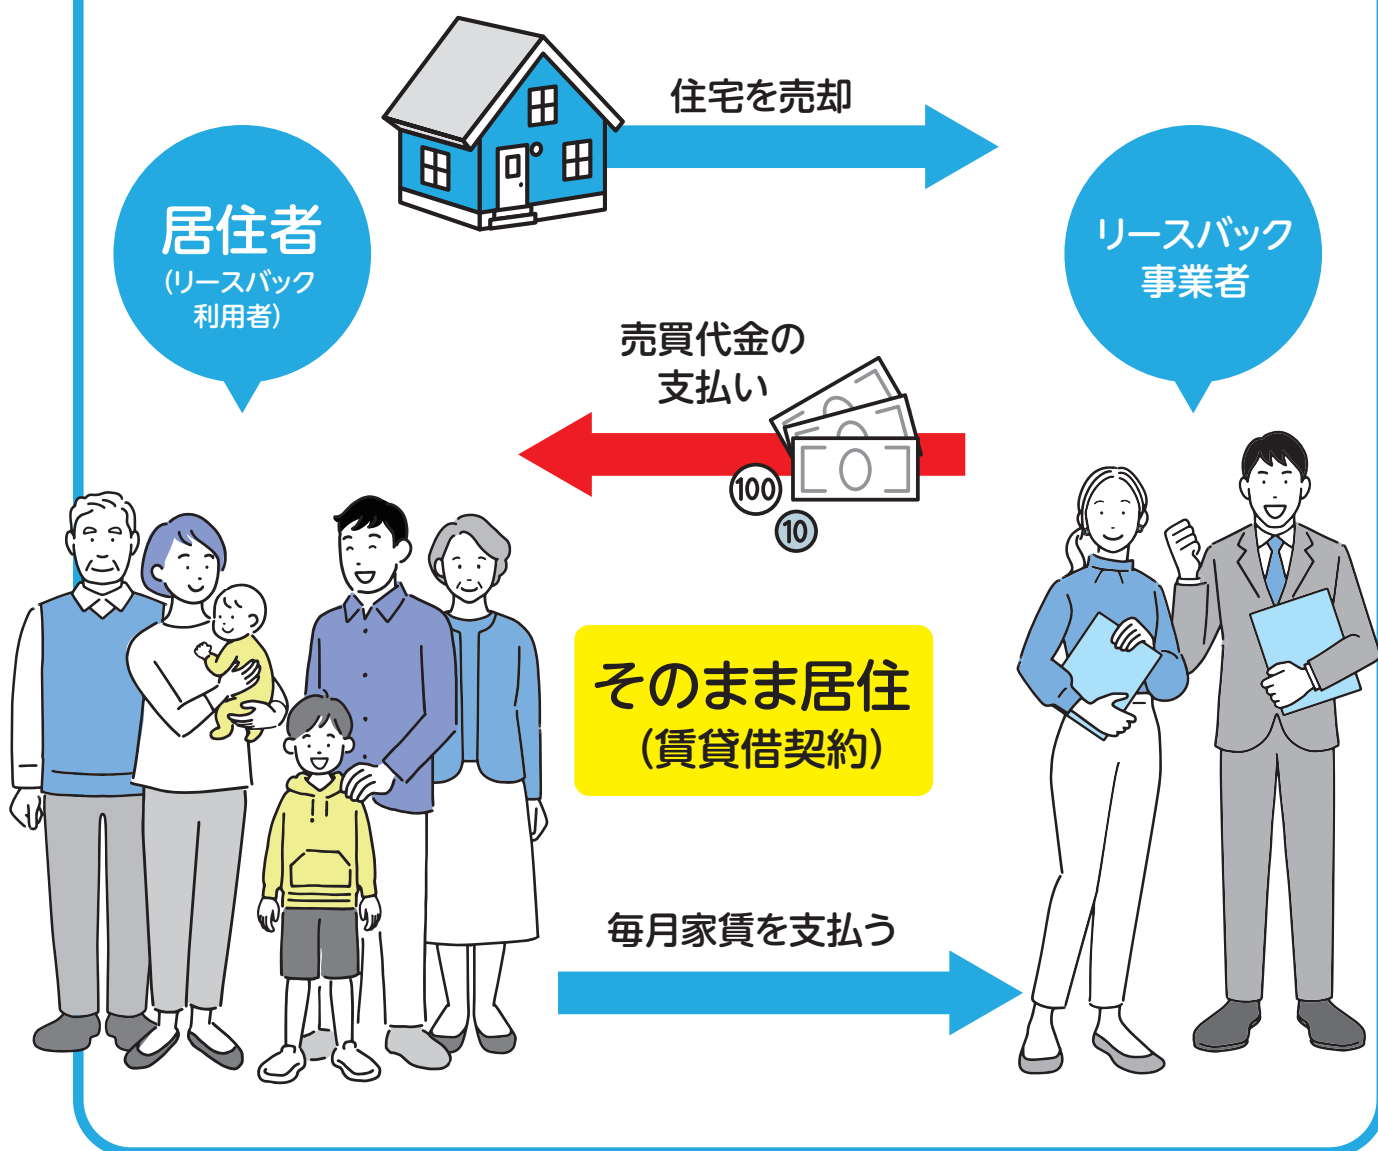 住宅を売却
居住者
(リースバック
利用者)
リースバック
事業者
売買代金の
支払い
100
10
そのまま居住
(賃貸借契約)
毎月家賃を支払う